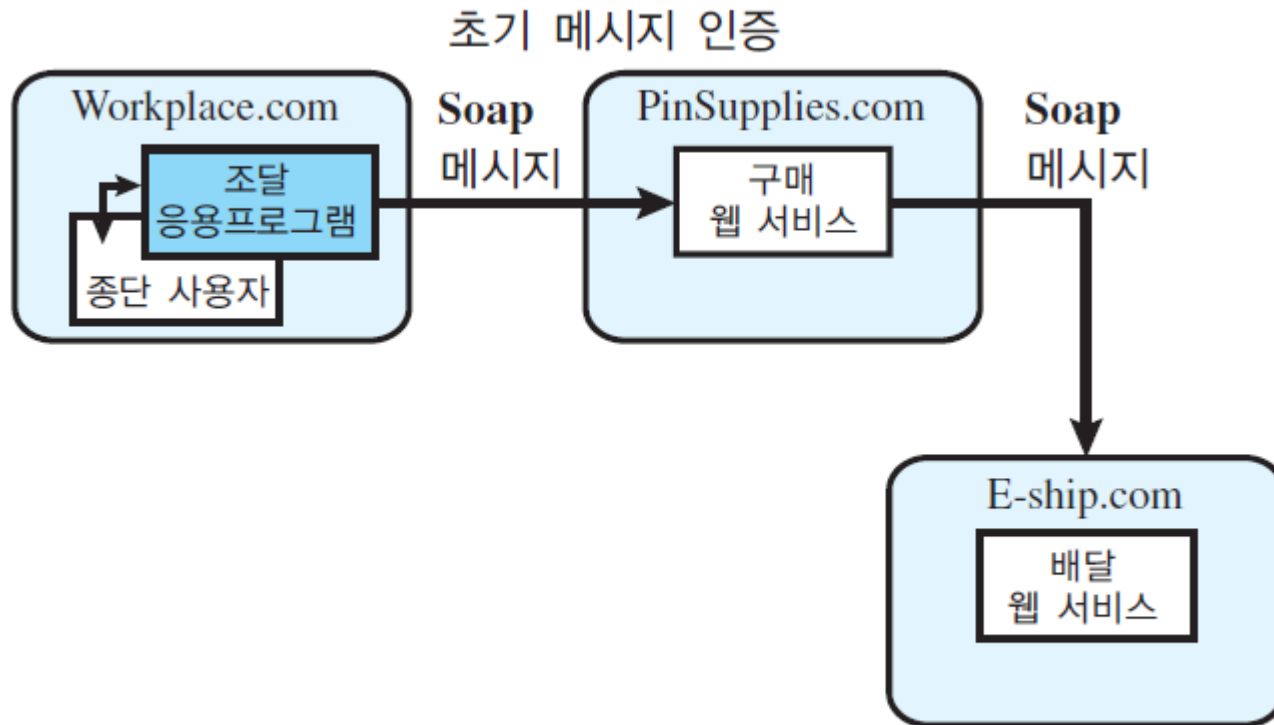 초기 메시지 인증
Workplace.com
조달
응용프로그램
종단 사용자
Soap
메시지
PinSupplies.com
구매
웹 서비스
Soap
메시지
E-ship.com
배달
웹 서비스